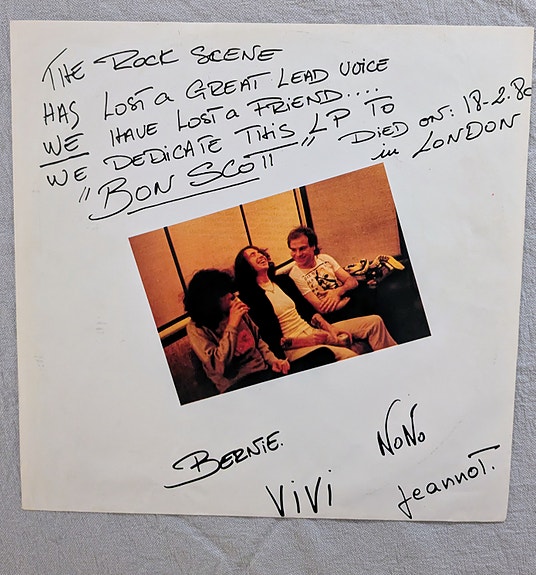 THE ROCK SCENE
HAS LOST a GREAT LEAD VOICE
WE HAVE LOST a FRIEND....
WE DEDICATE THIS LP TO
"BON SCOTT" DIED ON: 18-2.80
in LONDON
BERNIE.
NONO
ViVi
Jeannot.